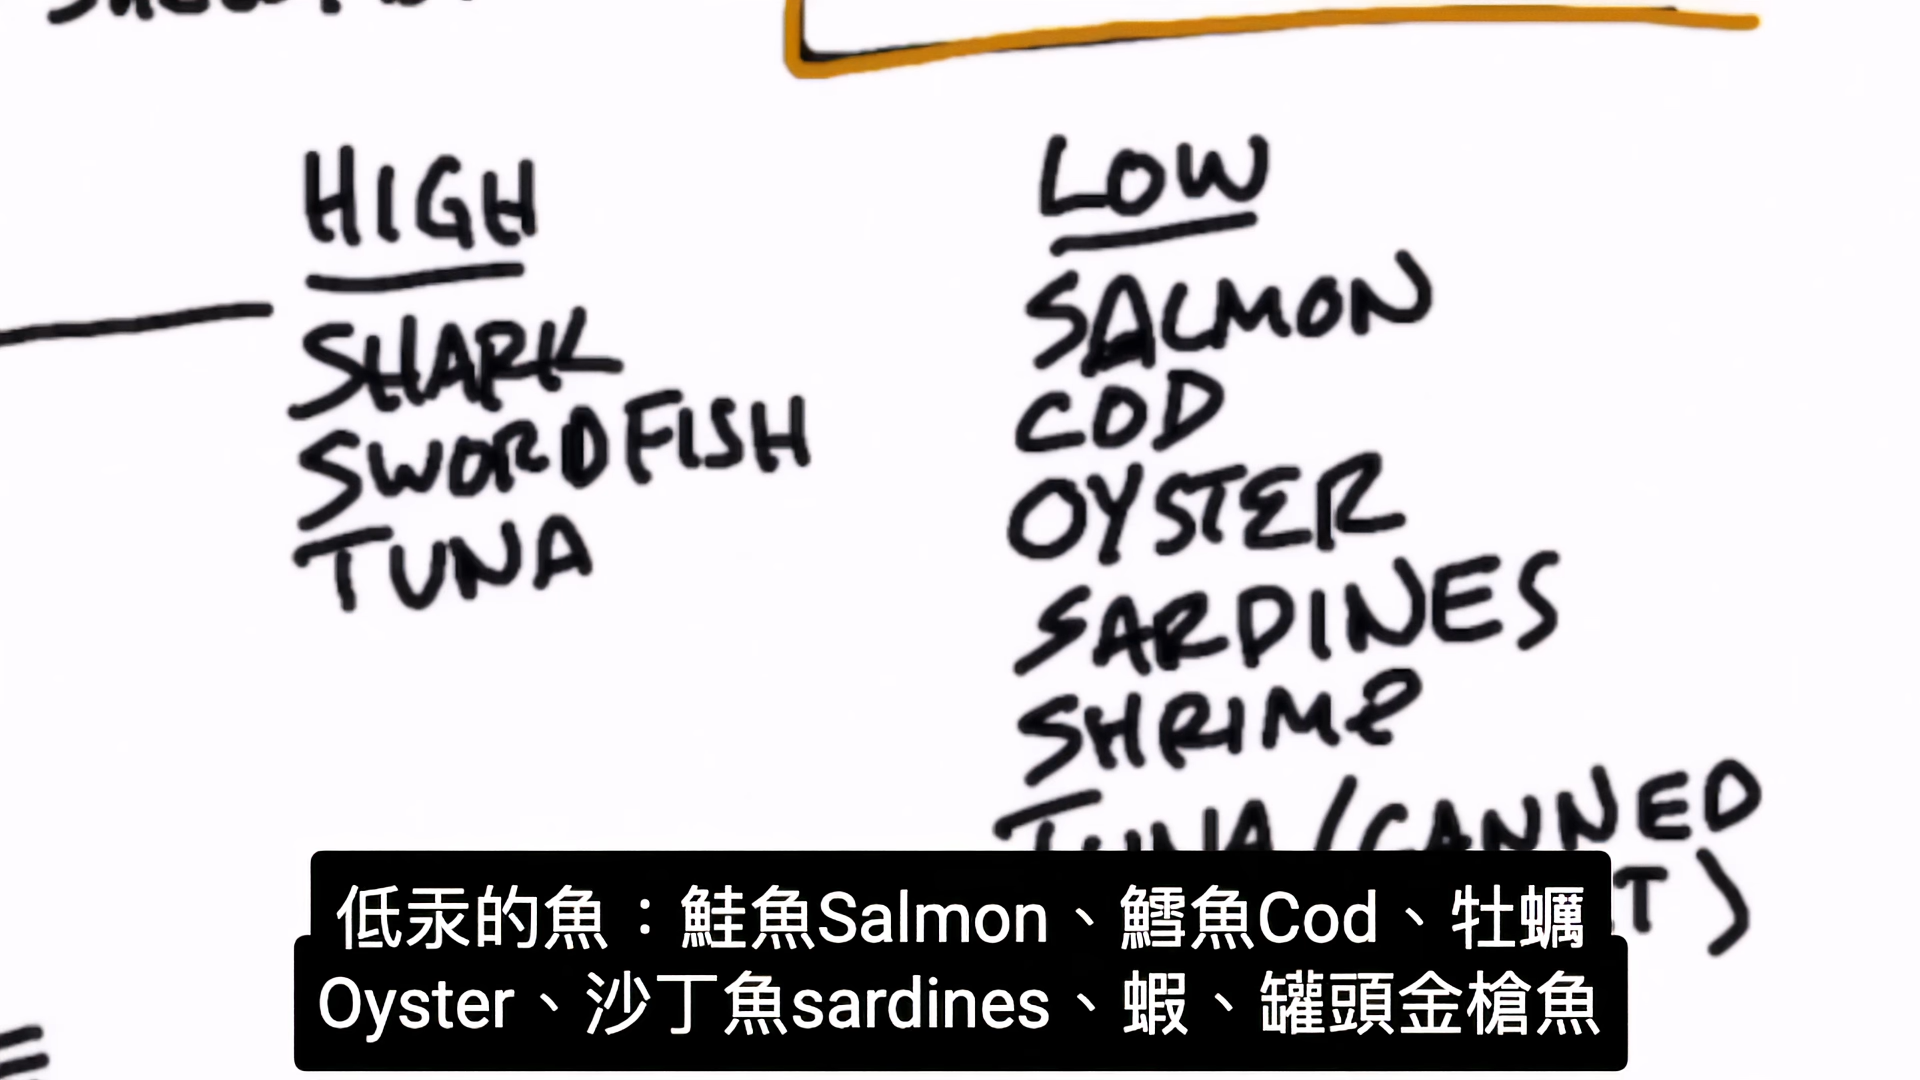 HIGH
SHARK
SWORDFISH
TUNA
LOW
SALMON
COD
OYSTER
SARDINES
SHRIMP
TUNA/CANNED
T)
低汞的魚：鮭魚Salmon、鱈魚Cod、牡蠣
Oyster、沙丁魚sardines、蝦、罐頭金槍魚